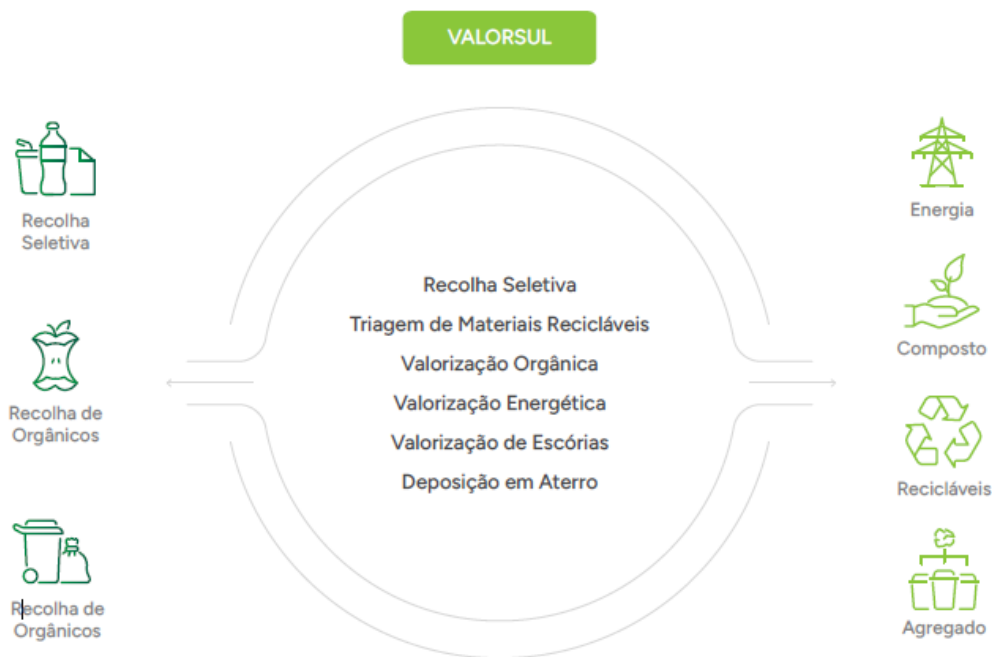 VALORSUL
Recolha
Seletiva
Recolha de
Orgânicos
Recolha de
Orgânicos
Recolha Seletiva
Triagem de Materiais Recicláveis
Valorização Orgânica
Valorização Energética
Valorização de Escórias
Deposição em Aterro
Energia
Composto
Recicláveis
Agregado